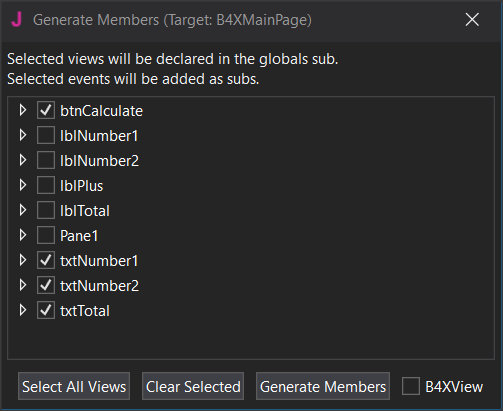 Generate Members (Target: B4XMainPage)
Selected views will be declared in the globals sub.
Selected events will be added as subs.
btnCalculate
lblNumber1
lblNumber2
lblPlus
lblTotal
Pane1
txtNumber1
txtNumber2
txtTotal
Select All Views Clear Selected Generate Members B4XView